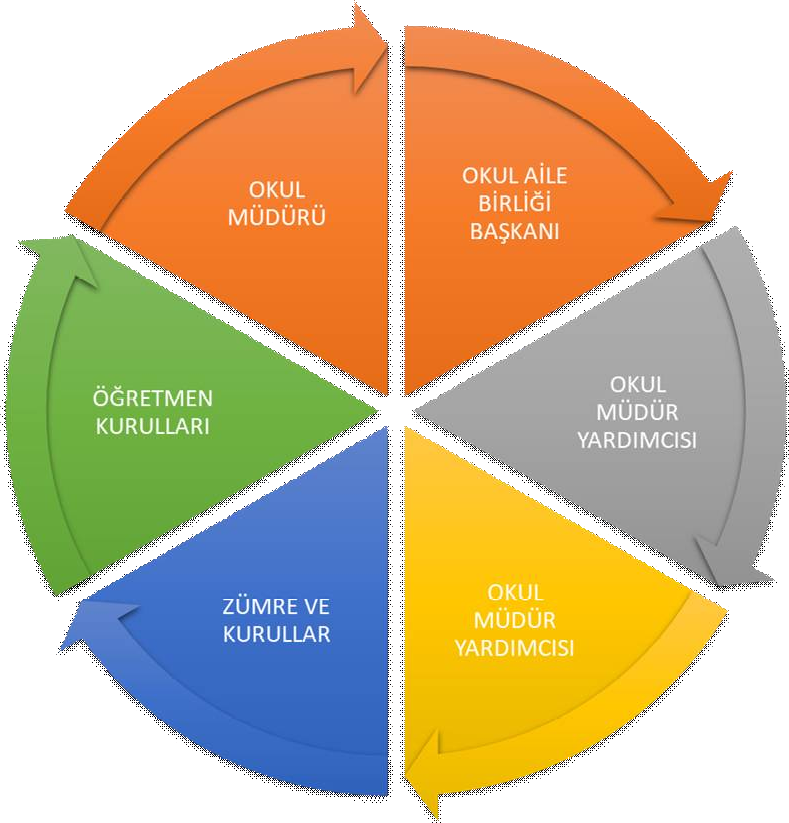 OKUL
MÜDÜRÜ
OKUL AİLE
BİRLİĞİ
BAŞKANI
OKUL
MÜDÜR
YARDIMCISI
OKUL
MÜDÜR
YARDIMCISI
ZÜMRE VE
KURULLAR
ÖĞRETMEN
KURULLARI